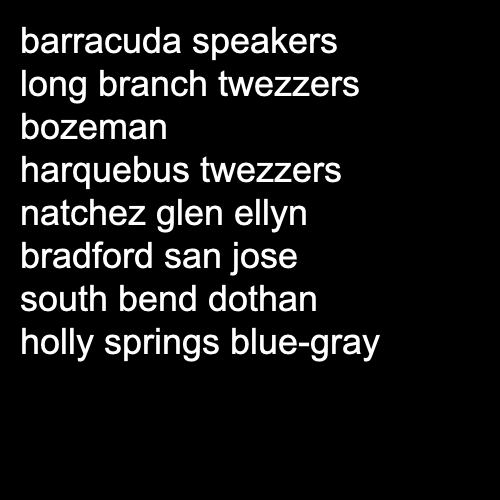 barracuda speakers
long branch twezzers
bozeman
harquebus twezzers
natchez glen ellyn
bradford san jose
south bend dothan
holly springs blue-gray